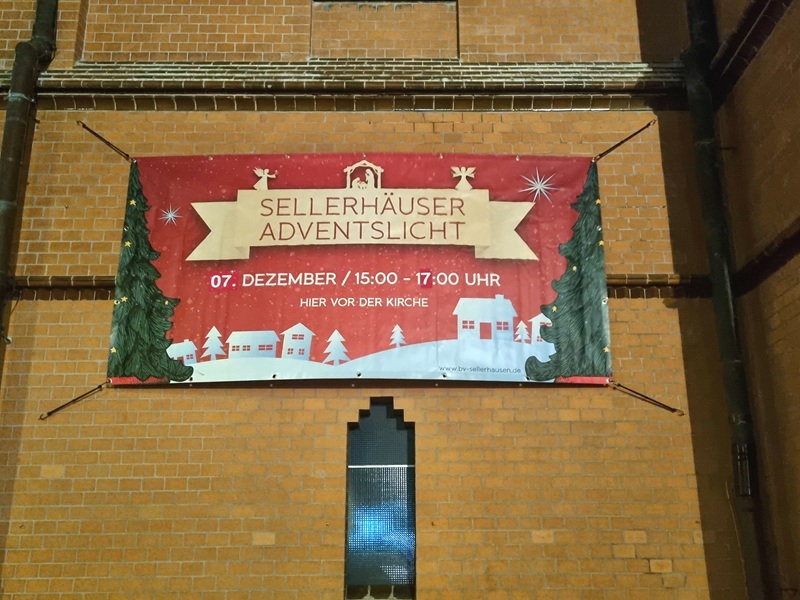 SELLERHÄUSER
ADVENTSLICHT
07. DEZEMBER / 15:00 - 17:00 UHR
HIER VOR DER KIRCHE
www.bv-sellerhausen.de